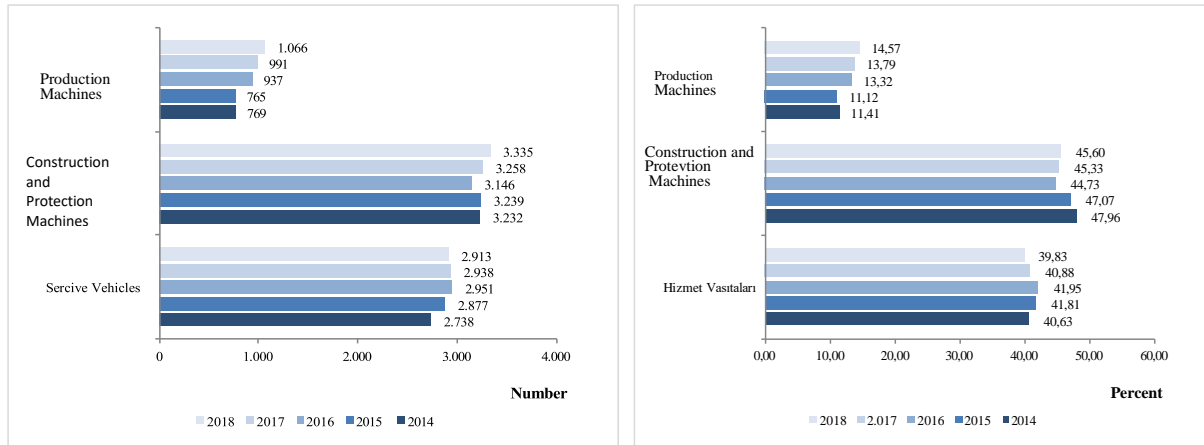 Production
Machines
1.066
991
937
765
769
Construction
and
Protection
Machines
3.335
3.258
3.146
3.239
3.232
Sercive Vehicles
2.913
2.938
2.951
2.877
2.738
0 1.000 2.000 3.000 4.000
Number
2018 2017 2016 2015 2014
Production
Machines
14,57
13,79
13,32
11,12
11,41
Construction and
Protevtion
Machines
45,60
45,33
44,73
47,07
47,96
Hizmet Vasıtaları
39,83
40,88
41,95
41,81
40,63
0,00 10,00 20,00 30,00 40,00 50,00 60,00
Percent
2018 2.017 2016 2015 2014